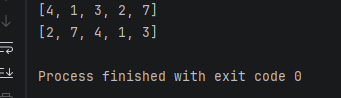 [4, 1, 3, 2, 7]
[2, 7, 4, 1, 3]
Process finished with exit code 0